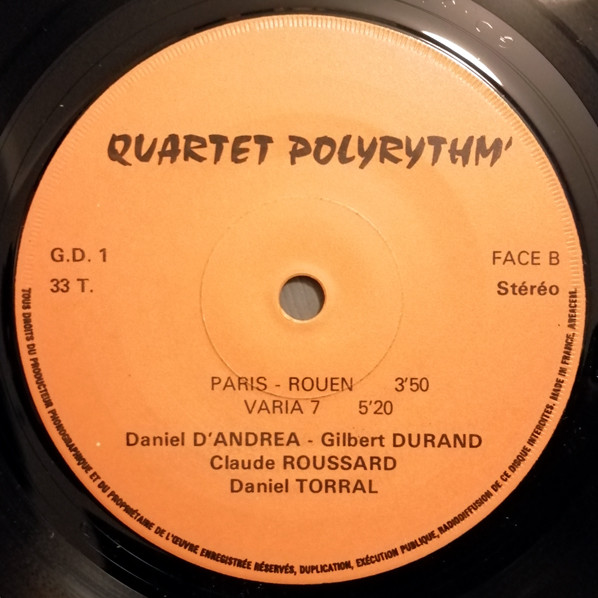 QUARTET POLYRYTHM'
G.D. 1
FACE B
33 T.
Stéréo
PARIS - ROUEN 3'50
VARIA 7 5'20
Daniel D'ANDREA - Gilbert DURAND
Claude ROUSSARD
Daniel TORRAL
TOUS DROITS DU PRODUCTEUR PHONOGRAPHIQUE ET DU PROPRIÉTAIRE DE L'ŒUVRE ENREGISTRÉE RÉSERVÉS, DUPLICATION, EXÉCUTION PUBLIQUE, RADIODIFFUSION DE CE DISQUE INTERDITES. MADE IN FRANCE. AREACEM.